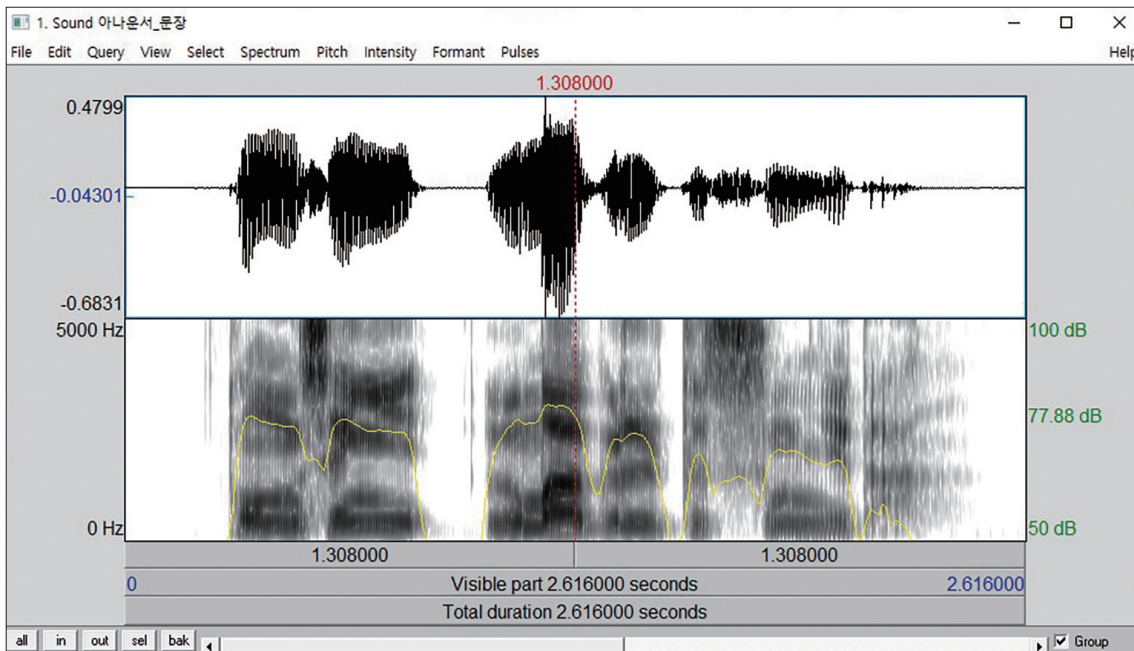 1. Sound 아나운서_문장
File Edit Query View Select Spectrum Pitch Intensity Formant Pulses Help
1.308000
0.4799
-0.04301
-0.6831
5000 Hz
100 dB
77.88 dB
0 Hz
50 dB
1.308000 1.308000
0 Visible part 2.616000 seconds 2.616000
Total duration 2.616000 seconds
all in out sel bak Group